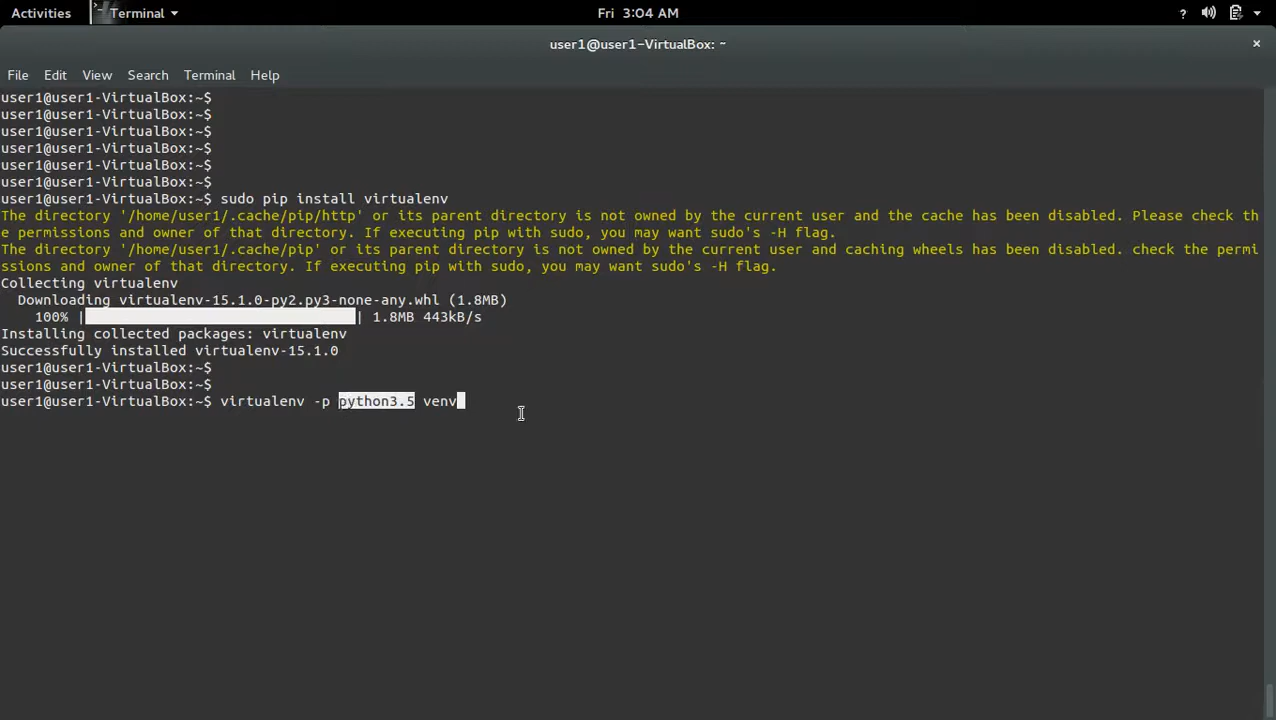 Activities Terminal Fri 3:04 AM ?
user1@user1-VirtualBox: ~ ×
File Edit View Search Terminal Help
user1@user1-VirtualBox:~$
user1@user1-VirtualBox:~$
user1@user1-VirtualBox:~$
user1@user1-VirtualBox:~$
user1@user1-VirtualBox:~$
user1@user1-VirtualBox:~$
user1@user1-VirtualBox:~$ sudo pip install virtualenv
The directory '/home/user1/.cache/pip/http' or its parent directory is not owned by the current user and the cache has been disabled. Please check th
e permissions and owner of that directory. If executing pip with sudo, you may want sudo's -H flag.
The directory '/home/user1/.cache/pip' or its parent directory is not owned by the current user and caching wheels has been disabled. check the permi
ssions and owner of that directory. If executing pip with sudo, you may want sudo's -H flag.
Collecting virtualenv
  Downloading virtualenv-15.1.0-py2.py3-none-any.whl (1.8MB)
    100% |████████████████████████████████| 1.8MB 443kB/s
Installing collected packages: virtualenv
Successfully installed virtualenv-15.1.0
user1@user1-VirtualBox:~$
user1@user1-VirtualBox:~$
user1@user1-VirtualBox:~$ virtualenv -p python3.5 venv